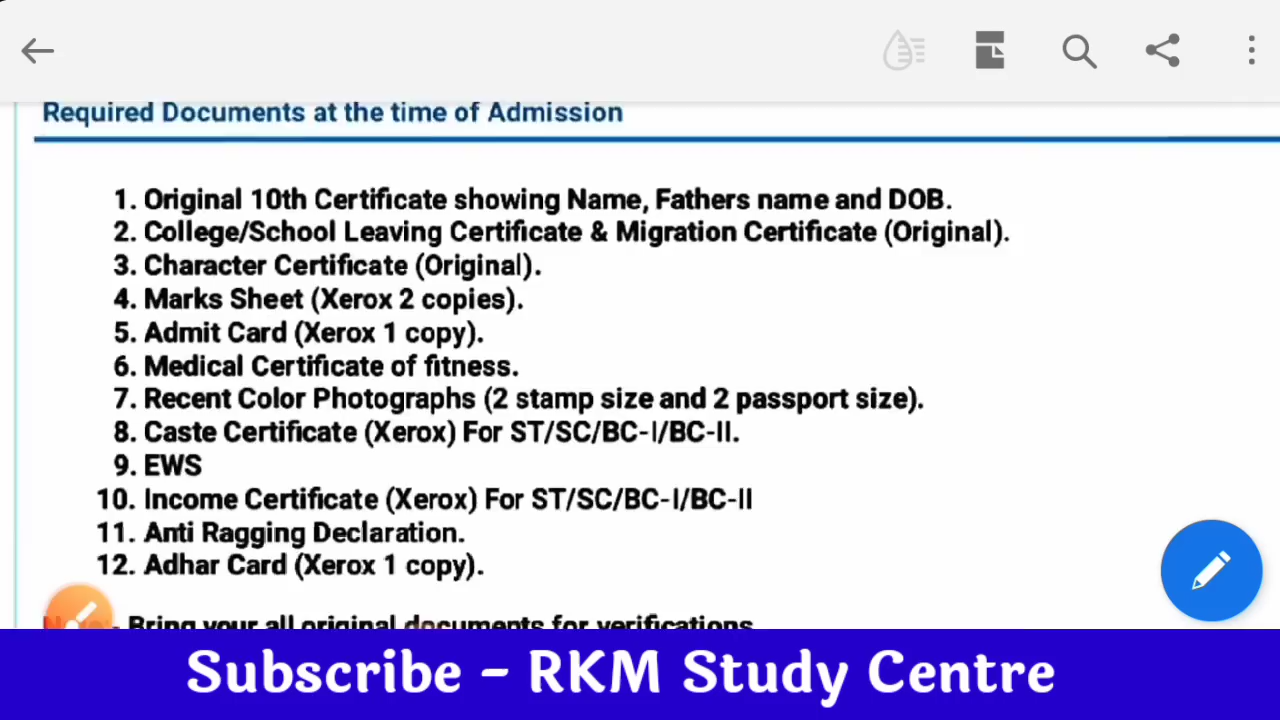 Required Documents at the time of Admission
1. Original 10th Certificate showing Name, Fathers name and DOB.
2. College/School Leaving Certificate & Migration Certificate (Original).
3. Character Certificate (Original).
4. Marks Sheet (Xerox 2 copies).
5. Admit Card (Xerox 1 copy).
6. Medical Certificate of fitness.
7. Recent Color Photographs (2 stamp size and 2 passport size).
8. Caste Certificate (Xerox) For ST/SC/BC-I/BC-II.
9. EWS
10. Income Certificate (Xerox) For ST/SC/BC-I/BC-II
11. Anti Ragging Declaration.
12. Adhar Card (Xerox 1 copy).
Bring your all original documents for verifications
Subscribe - RKM Study Centre